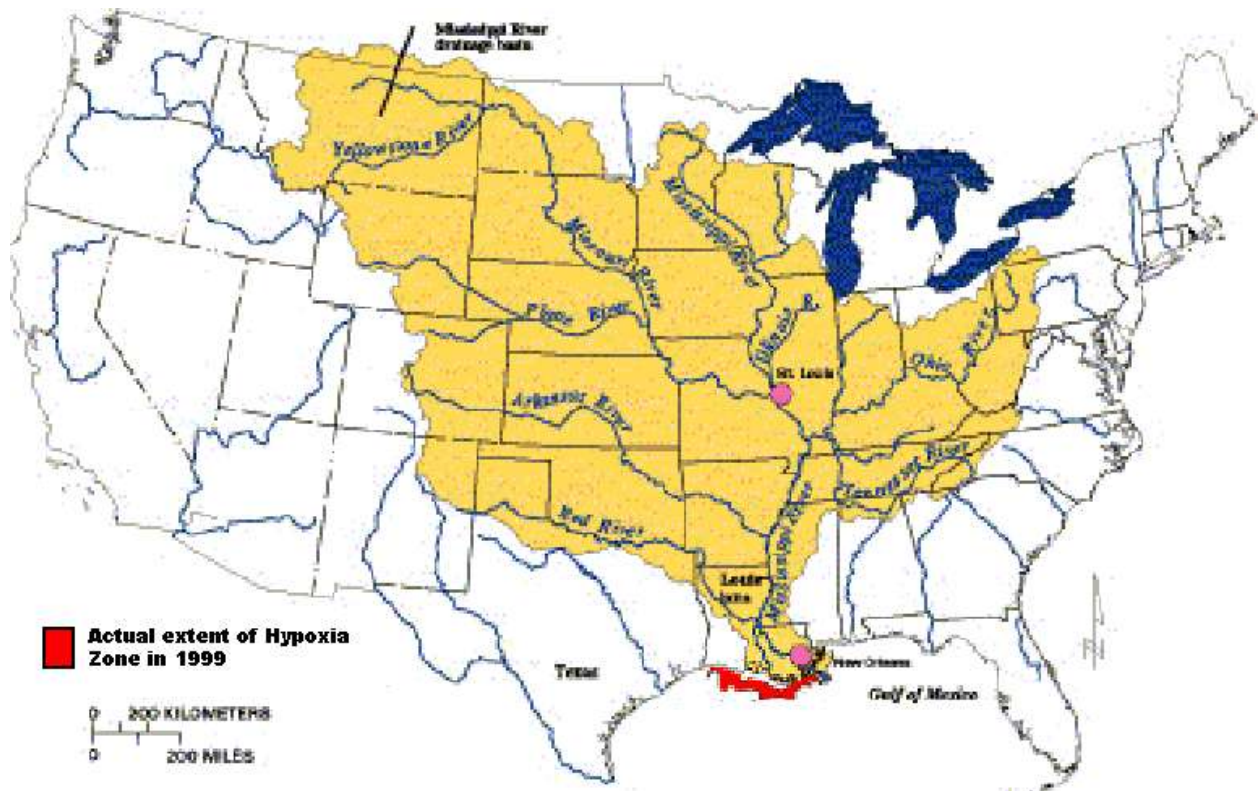 Mississippi River
drainage basin
Yellowstone River
Missouri River
Mississippi River
Platte River
Illinois R.
Ohio River
St. Louis
Arkansas River
Tennessee River
Mississippi River
Red River
Louis
iana
Actual extent of Hypoxia
Zone in 1999
Texas
New Orleans
Gulf of Mexico
0 200 KILOMETERS
0 200 MILES